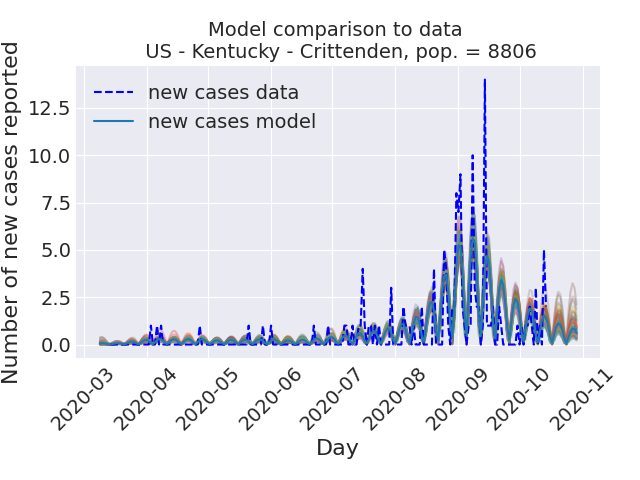 Model comparison to data
US - Kentucky - Crittenden, pop. = 8806
Number of new cases reported
12.5
10.0
7.5
5.0
2.5
0.0
new cases data
new cases model
2020-03
2020-04
2020-05
2020-06
2020-07
2020-08
2020-09
2020-10
2020-11
Day